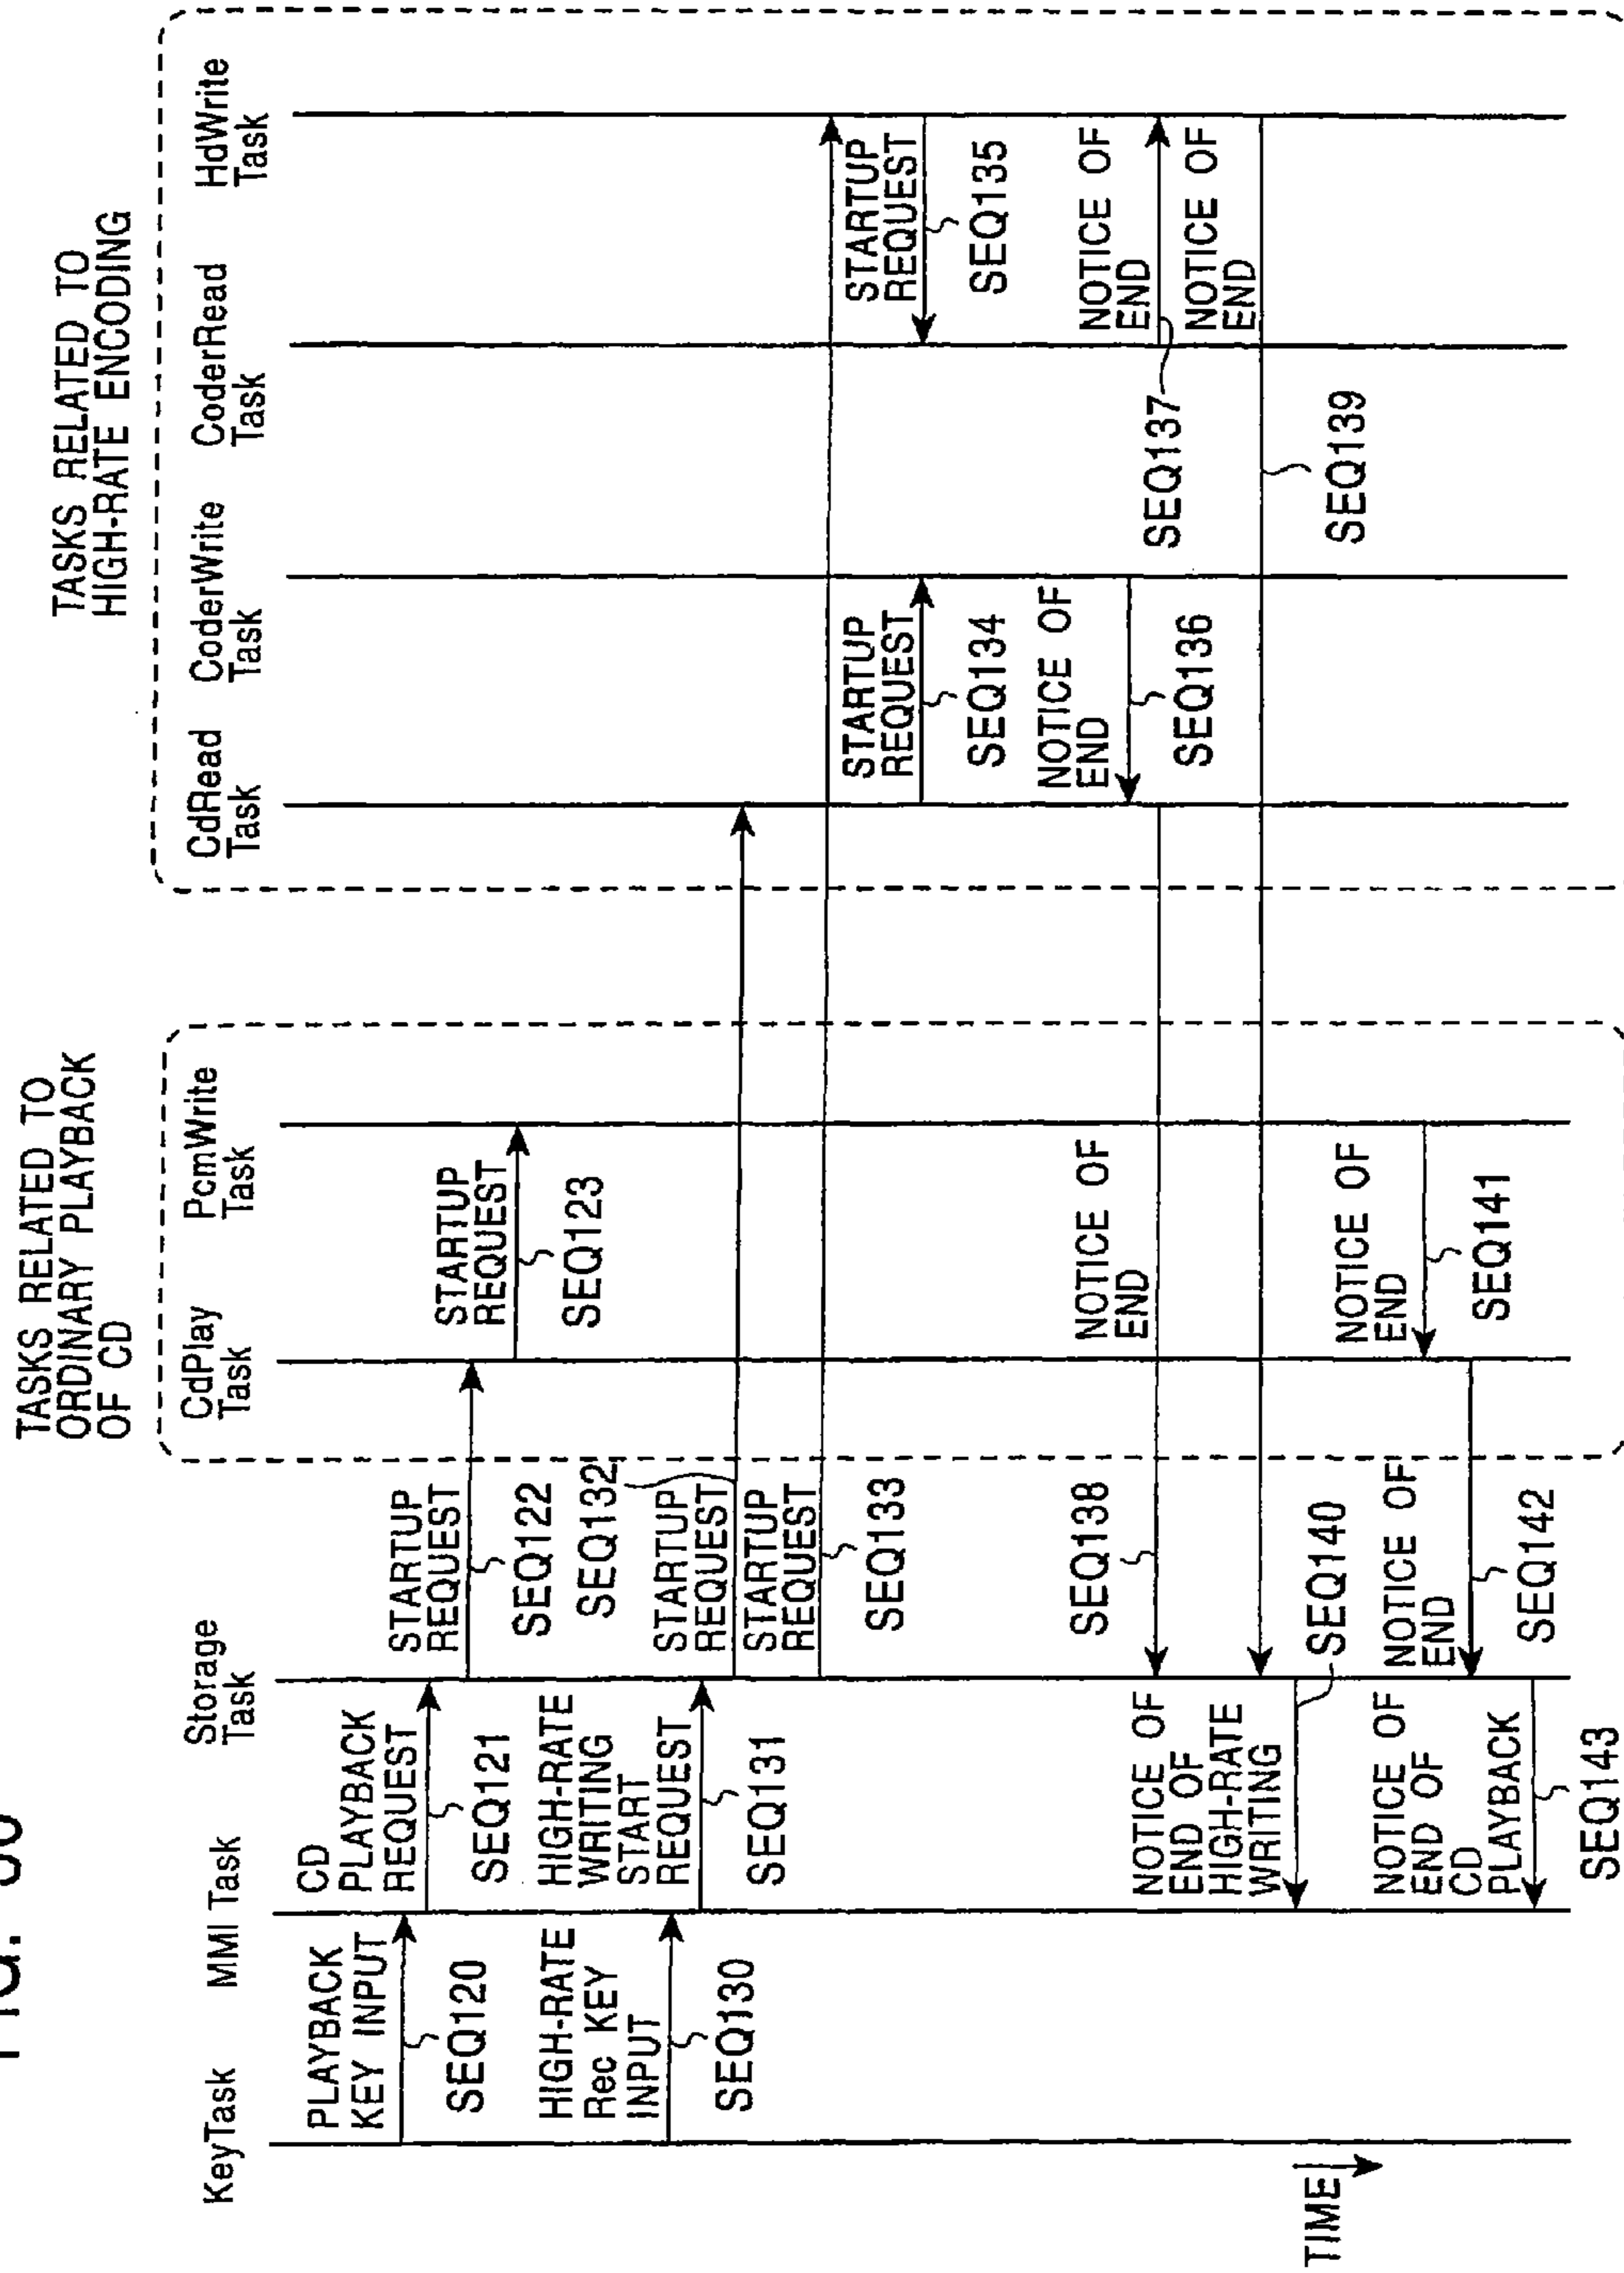 TASKS RELATED TO
ORDINARY PLAYBACK
OF CD
TASKS RELATED TO
HIGH-RATE ENCODING
KeyTask
MMI Task
Storage
Task
CdPlay
Task
PcmWrite
Task
CdRead
Task
CoderWrite
Task
CoderRead
Task
HdWrite
Task
PLAYBACK
KEY INPUT
SEQ120
CD
PLAYBACK
REQUEST
SEQ121
STARTUP
REQUEST
SEQ122
STARTUP
REQUEST
SEQ123
HIGH-RATE
Rec KEY
INPUT
SEQ130
HIGH-RATE
WRITING
START
REQUEST
SEQ131
SEQ132
STARTUP
REQUEST
STARTUP
REQUEST
SEQ133
STARTUP
REQUEST
SEQ134
STARTUP
REQUEST
SEQ135
NOTICE OF
END
SEQ136
NOTICE OF
END
SEQ137
NOTICE OF
END
SEQ138
NOTICE OF
END
SEQ139
NOTICE OF
END OF
HIGH-RATE
WRITING
SEQ140
NOTICE OF
END
SEQ141
NOTICE OF
END
SEQ142
NOTICE OF
END OF
CD
PLAYBACK
SEQ143
TIME